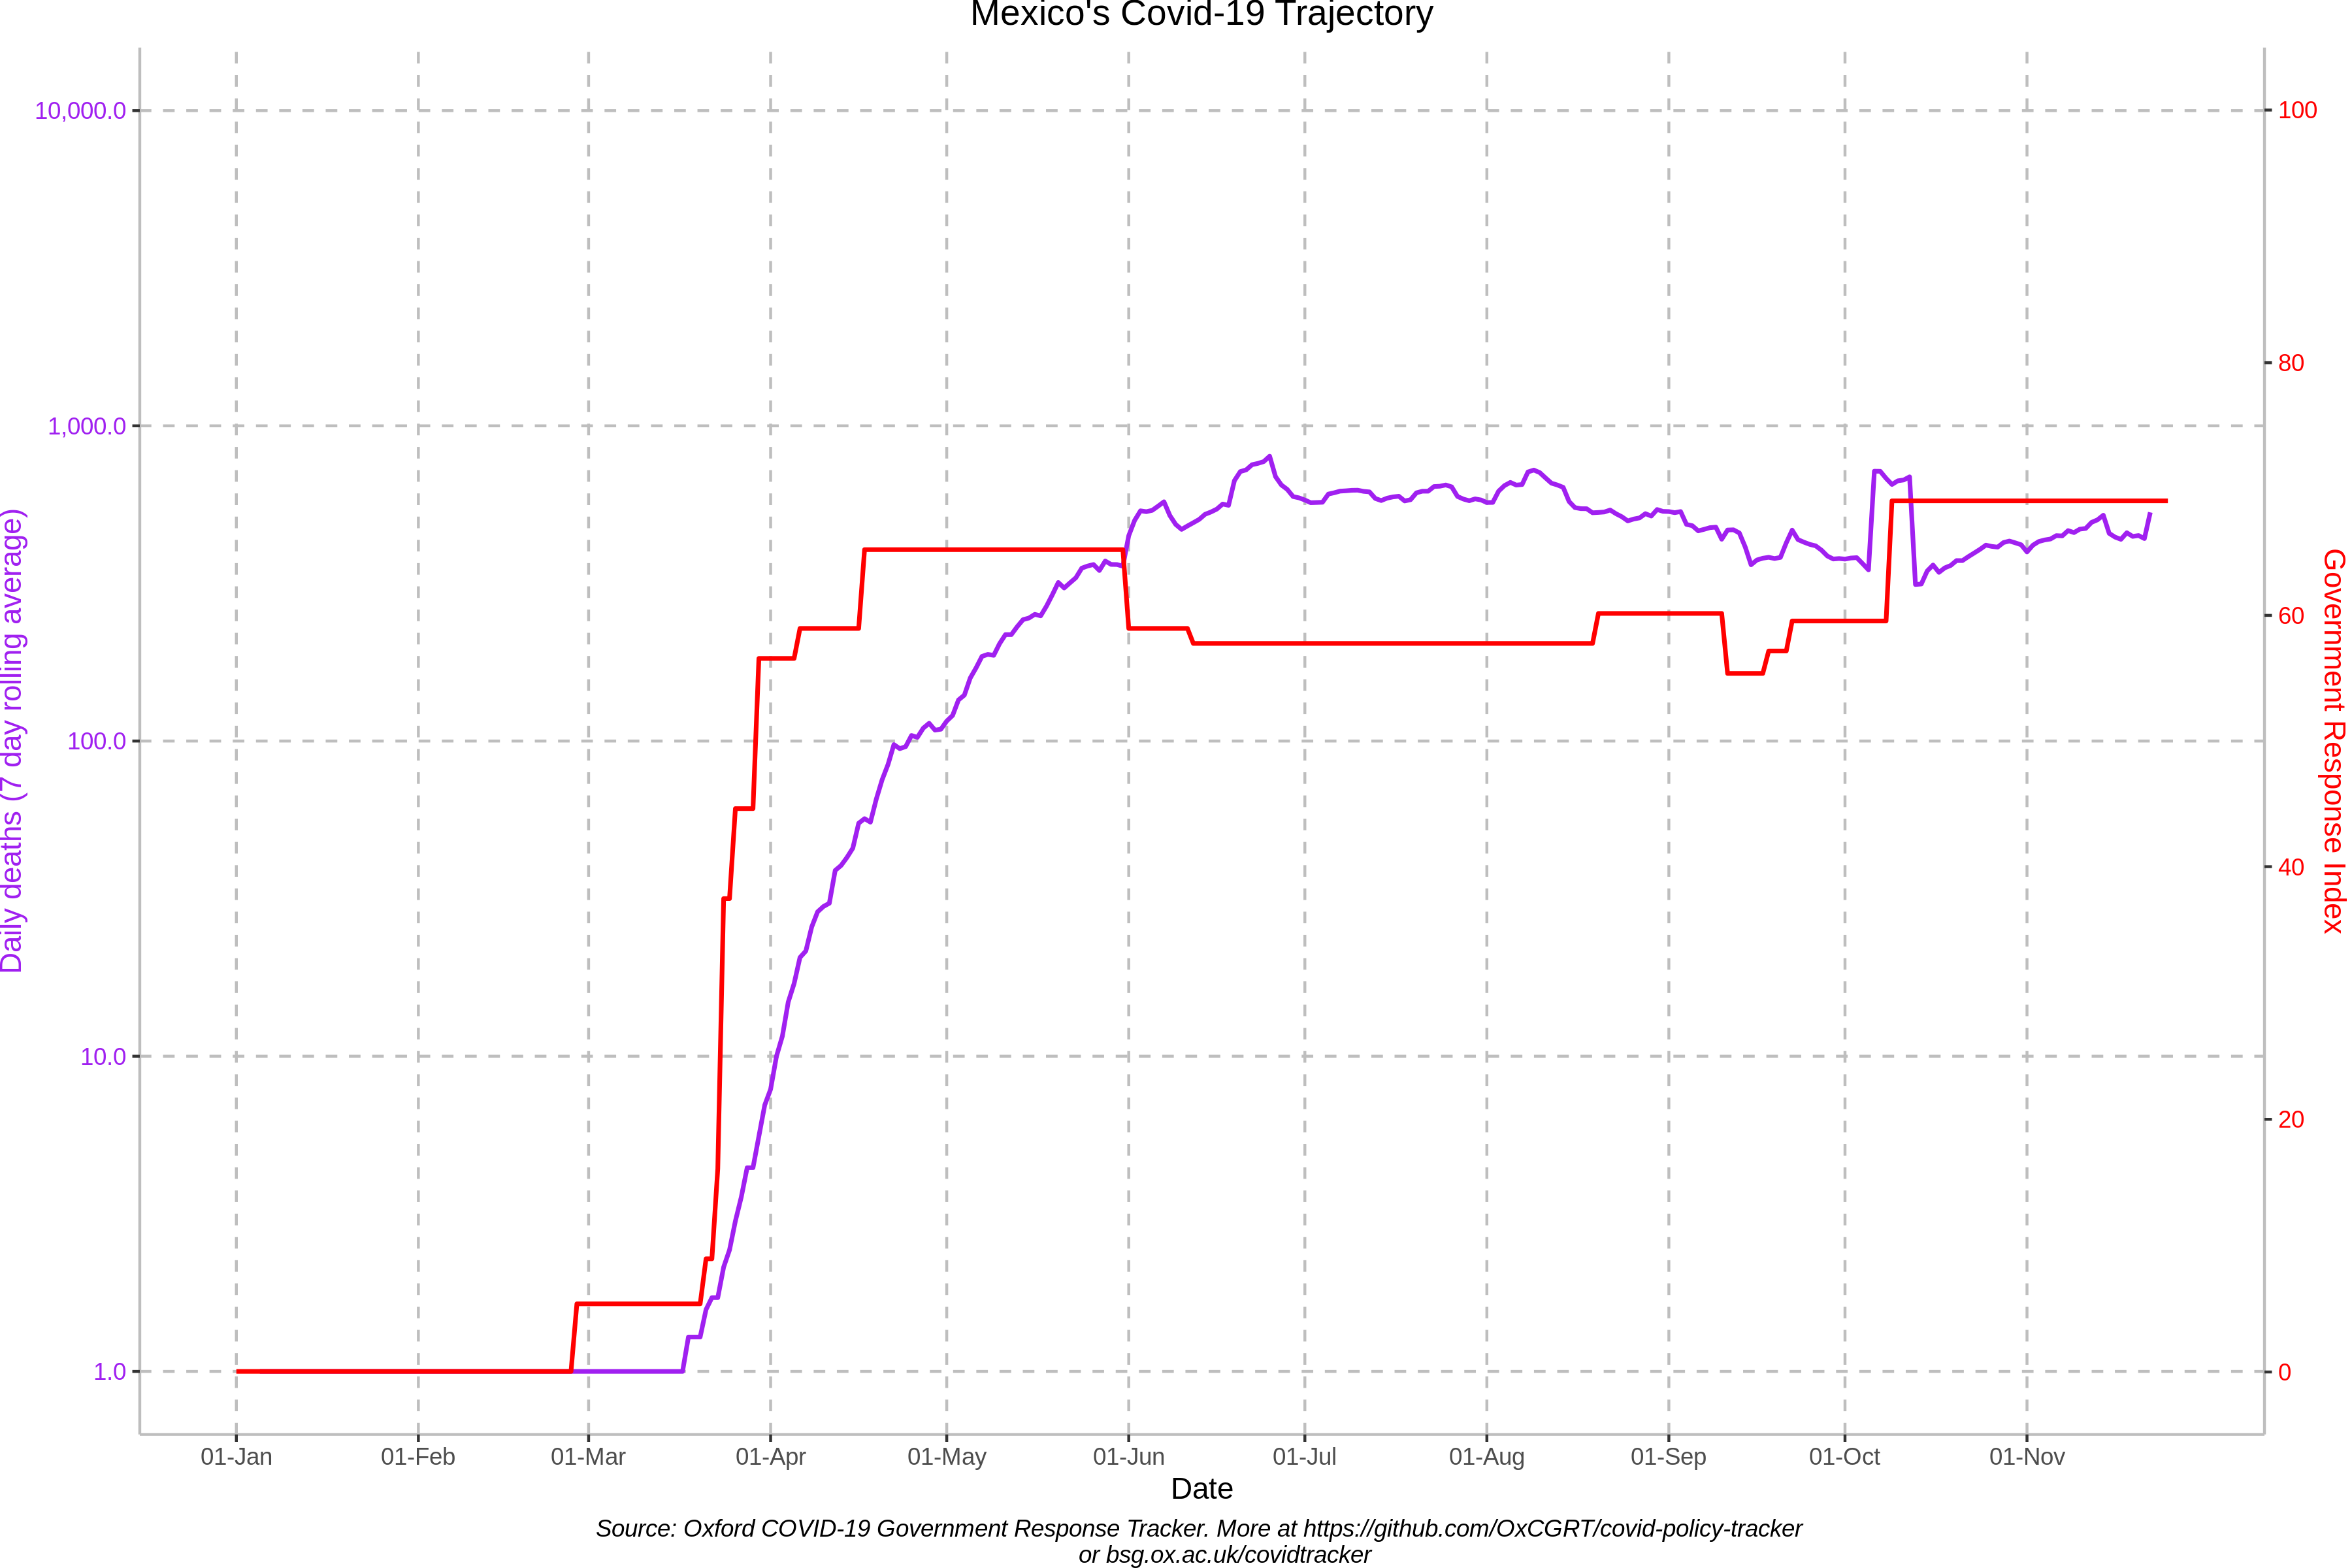 Mexico's Covid-19 Trajectory
10,000.0
1,000.0
100.0
10.0
1.0
Daily deaths (7 day rolling average)
100
80
60
40
20
0
Government Response Index
01-Jan
01-Feb
01-Mar
01-Apr
01-May
01-Jun
01-Jul
01-Aug
01-Sep
01-Oct
01-Nov
Date
Source: Oxford COVID-19 Government Response Tracker. More at https://github.com/OxCGRT/covid-policy-tracker
or bsg.ox.ac.uk/covidtracker